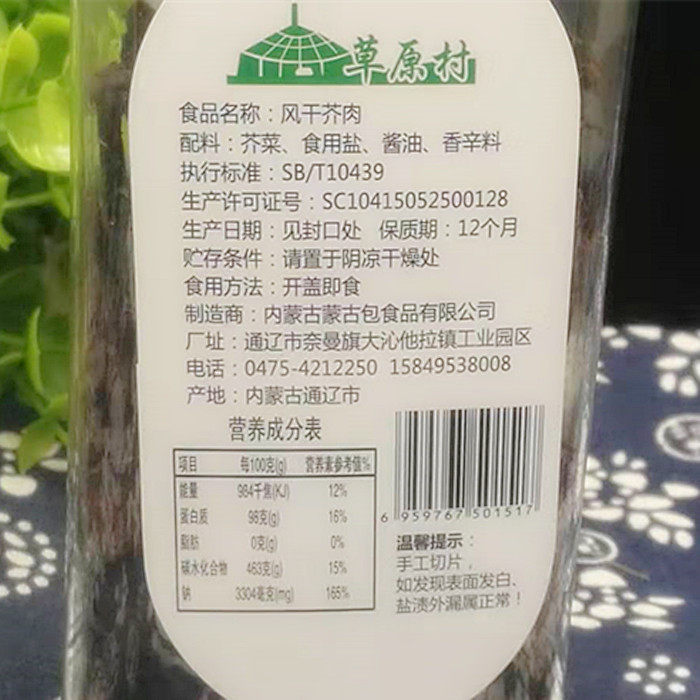 草原村
食品名称：风干芥肉
配料：芥菜、食用盐、酱油、香辛料
执行标准：SB/T10439
生产许可证号：SC10415052500128
生产日期：见封口处 保质期：12个月
贮存条件：请置于阴凉干燥处
食用方法：开盖即食
制造商：内蒙古蒙古包食品有限公司
厂址：通辽市奈曼旗大沁他拉镇工业园区
电话：0475-4212250 15849538008
产地：内蒙古通辽市
营养成分表
项目 每100克(g) 营养素参考值%
能量 984千焦(KJ) 12%
蛋白质 98克(g) 16%
脂肪 0克(g) 0%
碳水化合物 463克(g) 15%
钠 3304毫克(mg) 165%
6 959767 501517
温馨提示：
手工切片，
如发现表面发白、
盐渍外漏属正常！